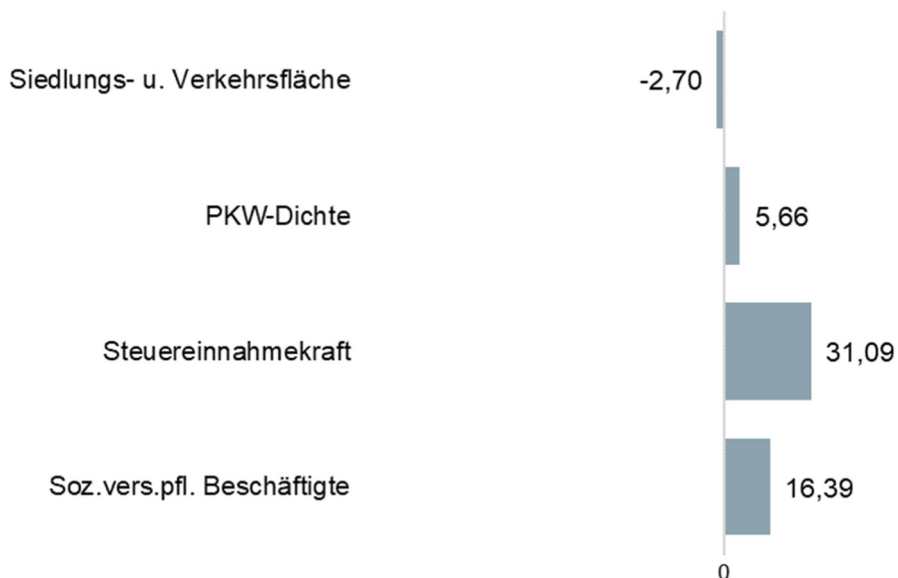 Siedlungs- u. Verkehrsfläche -2,70
PKW-Dichte 5,66
Steuereinnahmekraft 31,09
Soz.vers.pfl. Beschäftigte 16,39
0